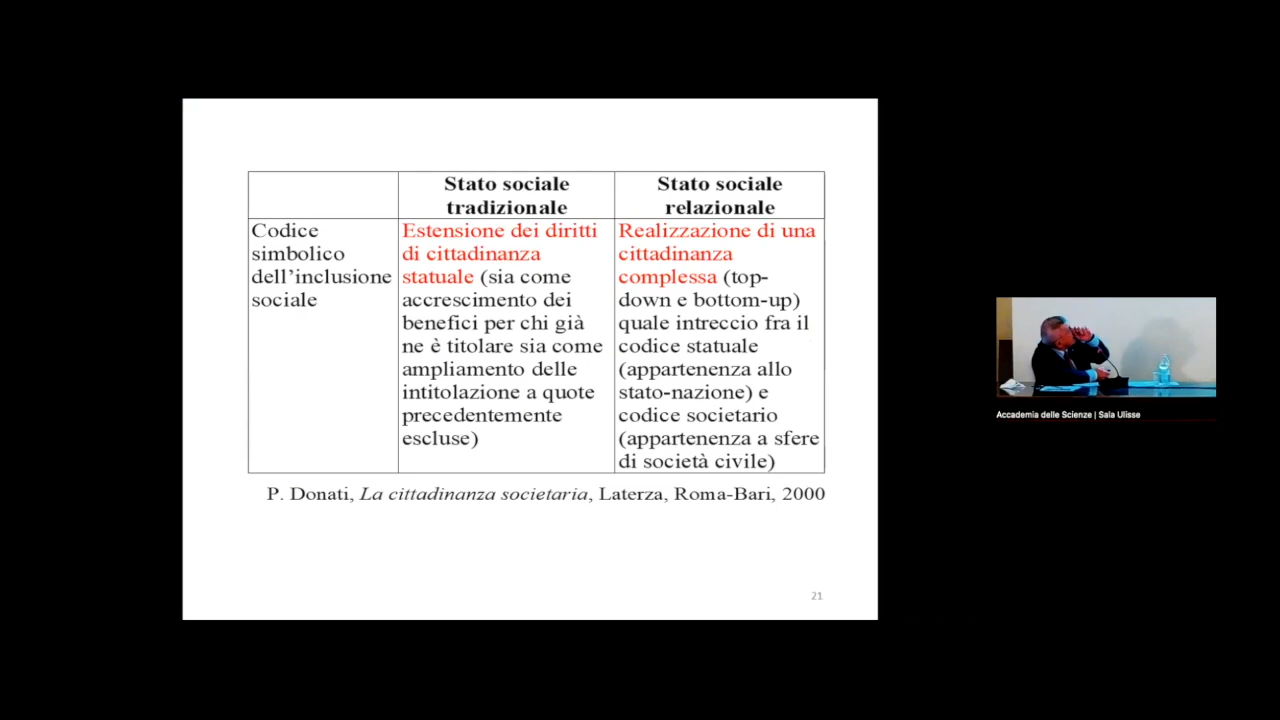 Stato sociale
tradizionale
Stato sociale
relazionale
Codice
simbolico
dell'inclusione
sociale
Estensione dei diritti
di cittadinanza
statuale (sia come
accrescimento dei
benefici per chi già
ne è titolare sia come
ampliamento delle
intitolazione a quote
precedentemente
escluse)
Realizzazione di una
cittadinanza
complessa (top-
down e bottom-up)
quale intreccio fra il
codice statuale
(appartenenza allo
stato-nazione) e
codice societario
(appartenenza a sfere
di società civile)
P. Donati, La cittadinanza societaria, Laterza, Roma-Bari, 2000
21
Accademia delle Scienze | Sala Ulisse